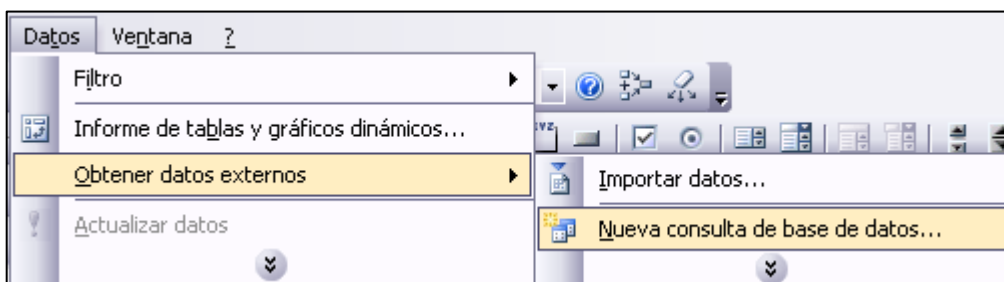 Datos Ventana ?
Filtro
Informe de tablas y gráficos dinámicos...
Obtener datos externos
Importar datos...
Actualizar datos
Nueva consulta de base de datos...